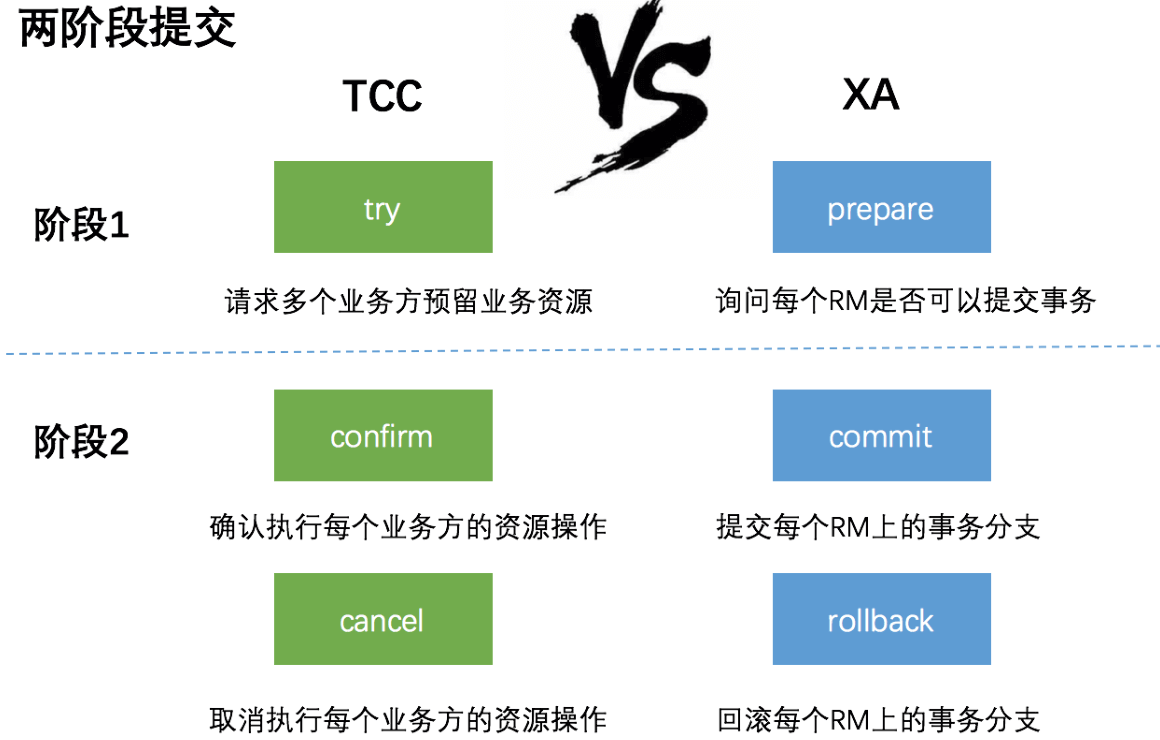 两阶段提交
VS
TCC
XA
阶段1
try
prepare
请求多个业务方预留业务资源
询问每个RM是否可以提交事务
阶段2
confirm
commit
确认执行每个业务方的资源操作
提交每个RM上的事务分支
cancel
rollback
取消执行每个业务方的资源操作
回滚每个RM上的事务分支